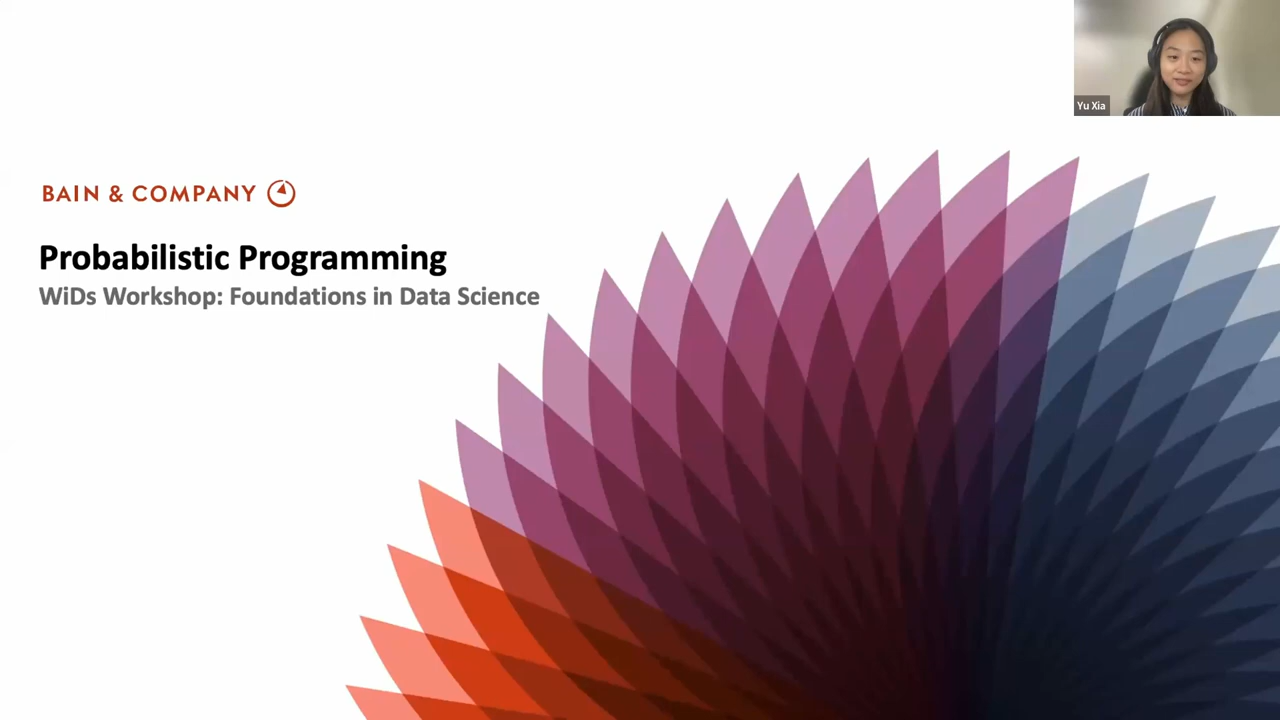 Yu Xia
BAIN & COMPANY
Probabilistic Programming
WiDs Workshop: Foundations in Data Science